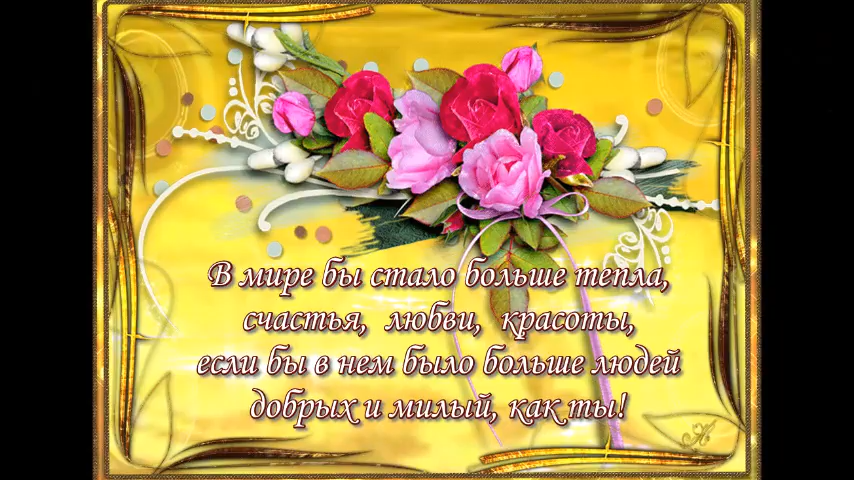 В мире бы стало больше тепла,
счастья, любви, красоты,
если бы в нем было больше людей
добрых и милый, как ты!